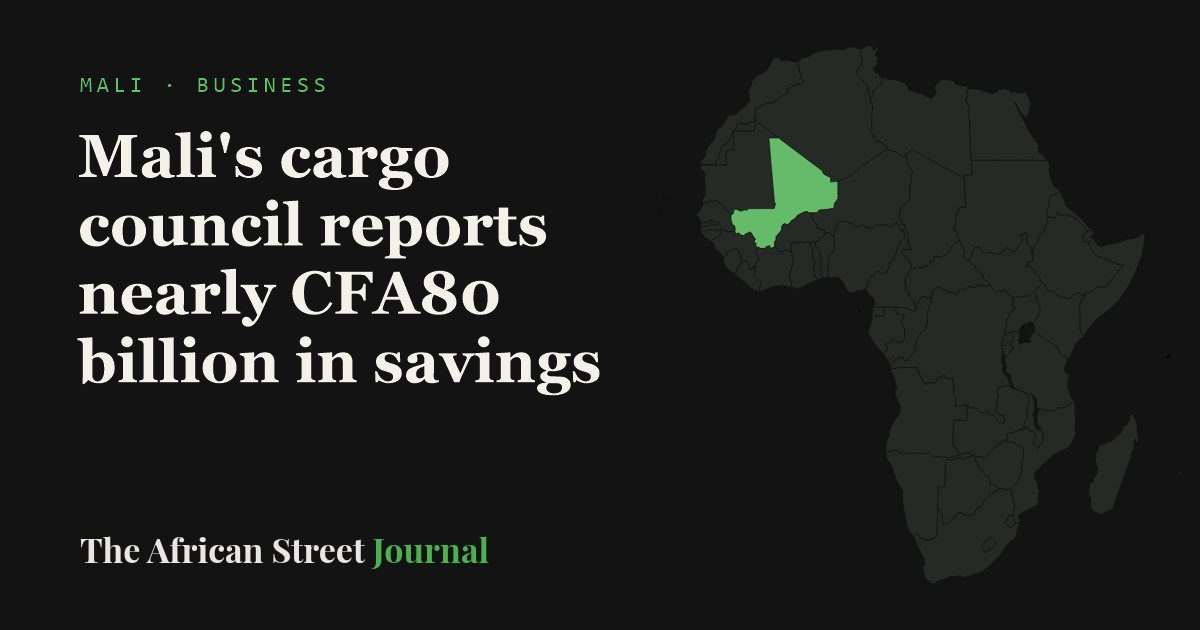 MALI · BUSINESS
Mali's cargo
council reports
nearly CFA80
billion in savings
The African Street Journal